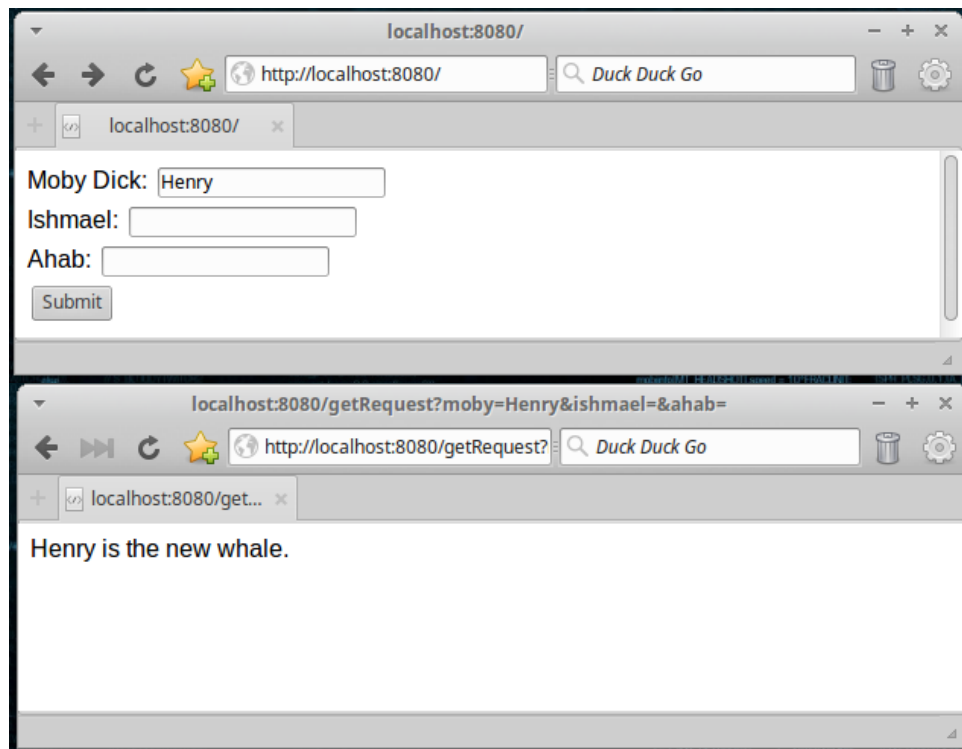 localhost:8080/
http://localhost:8080/ Duck Duck Go
localhost:8080/
Moby Dick: Henry
Ishmael:
Ahab:
Submit
localhost:8080/getRequest?moby=Henry&ishmael=&ahab=
http://localhost:8080/getRequest? Duck Duck Go
localhost:8080/get...
Henry is the new whale.